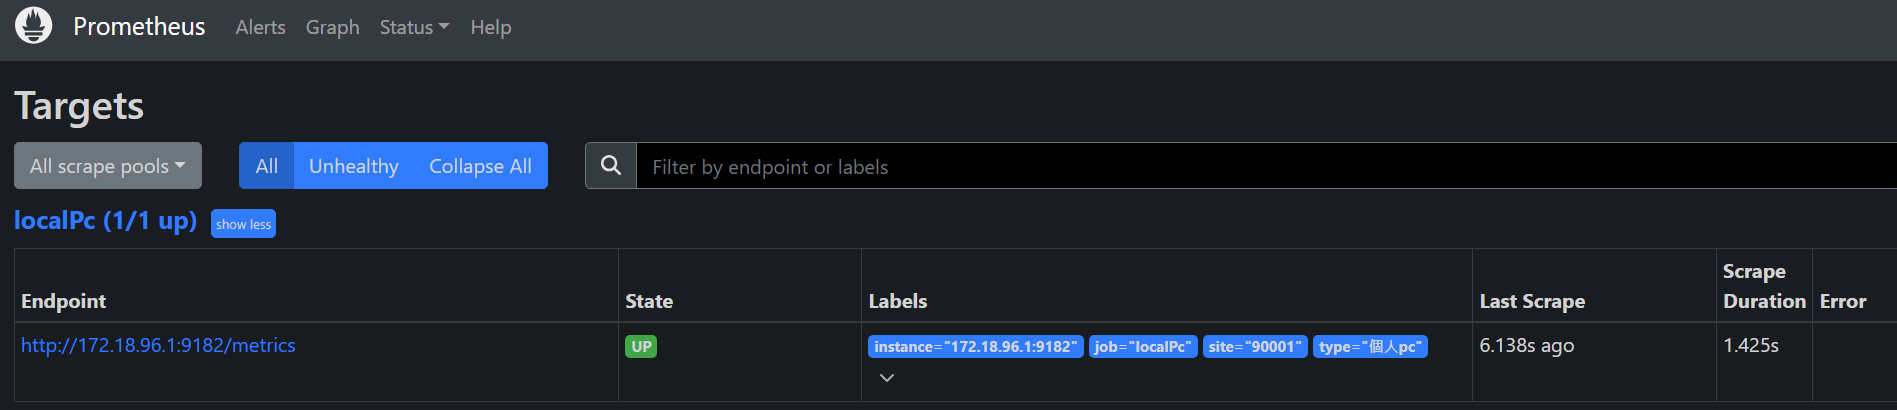 Prometheus Alerts Graph Status Help
Targets
All scrape pools All Unhealthy Collapse All Filter by endpoint or labels
localPc (1/1 up) show less
Endpoint State Labels Last Scrape Scrape Duration Error
http://172.18.96.1:9182/metrics UP instance="172.18.96.1:9182" job="localPc" site="90001" type="個人pc" 6.138s ago 1.425s